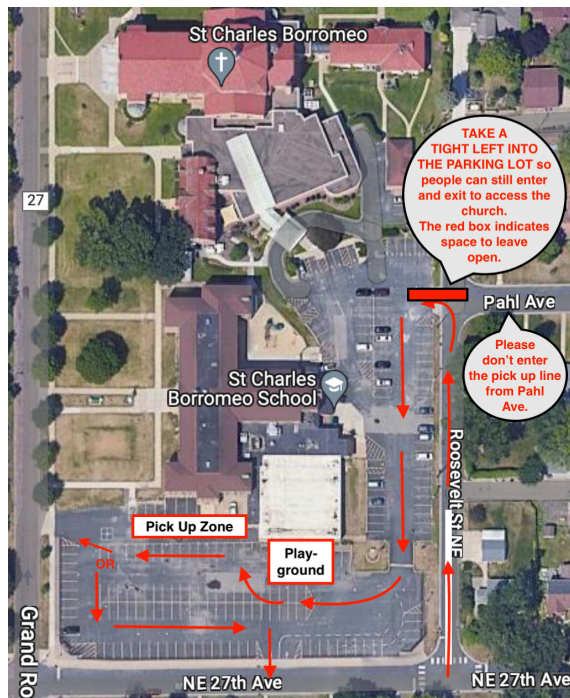 St Charles Borromeo
27
TAKE A
TIGHT LEFT INTO
THE PARKING LOT so
people can still enter
and exit to access the
church.
The red box indicates
space to leave
open.
Pahl Ave
Please
don't enter
the pick up line
from Pahl
Ave.
St Charles
Borromeo School
Roosevelt St NE
Pick Up Zone
Play-
ground
OR
Grand Ro
NE 27th Ave
NE 27th Ave